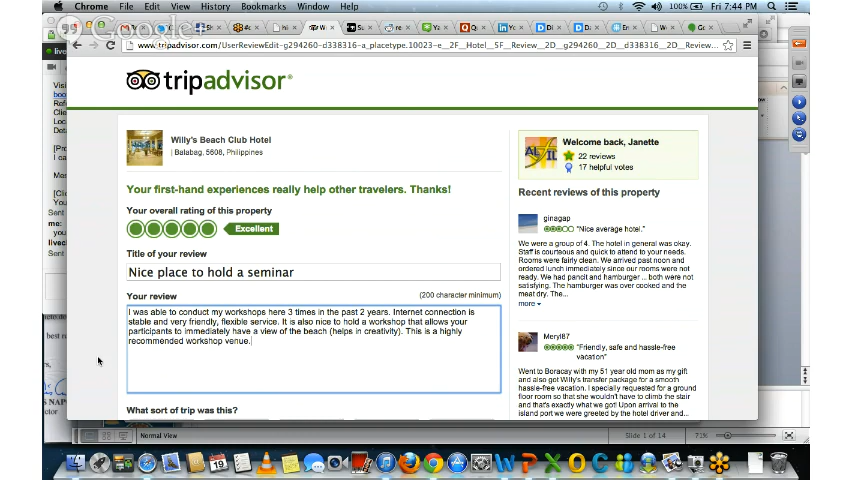 Chrome File Edit View History Bookmarks Window Help
100% Fri 7:44 PM
Google+
www.tripadvisor.com/UserReviewEdit-g294260-d338316-a_placetype.10023-e__2F__Hotel__5F__Review__2D__g294260__2D__d338316__2D__Review...
tripadvisor®
Willy's Beach Club Hotel
| Balabag, 5608, Philippines
Your first-hand experiences really help other travelers. Thanks!
Your overall rating of this property
Excellent
Title of your review
Nice place to hold a seminar
Your review (200 character minimum)
I was able to conduct my workshops here 3 times in the past 2 years. Internet connection is
stable and very friendly, flexible service. It is also nice to hold a workshop that allows your
participants to immediately have a view of the beach (helps in creativity). This is a highly
recommended workshop venue.
What sort of trip was this?
Welcome back, Janette
22 reviews
17 helpful votes
Recent reviews of this property
ginagap
"Nice average hotel."
We were a group of 4. The hotel in general was okay.
Staff is courteous and quick to attend to your needs.
Rooms were fairly clean. We arrived past noon and
ordered lunch immediately since our rooms were not
ready. We had pancit and hamburger .. both were not
satisfying. The hamburger was over cooked and the
meat dry. The...
more
Meryl87
"Friendly, safe and hassle-free
vacation"
Went to Boracay with my 51 year old mom as my gift
and also got Willy's transfer package for a smooth
hassle-free vacation. I specially requested for a ground
floor room so that she wouldn't have to climb the stair
and that's exactly what we got! Upon arrival to the
island port we were greeted by the hotel driver and...
Normal View
Slide 1 of 14
71%